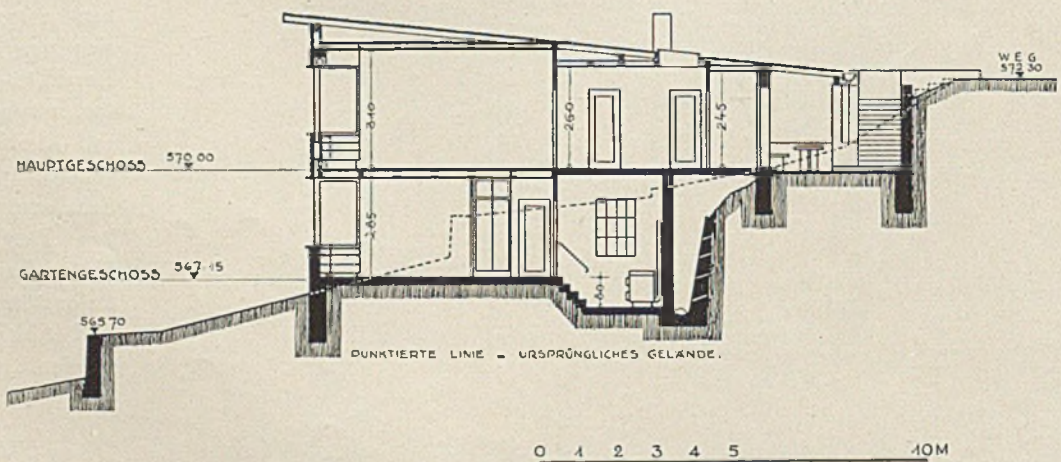 WEG
572.30
310
260
245
HAUPTGESCHOSS 570.00
285
GARTENGESCHOSS 567.15
60
565.70
PUNKTIERTE LINIE = URSPRÜNGLICHES GELÄNDE.
0 1 2 3 4 5 10M